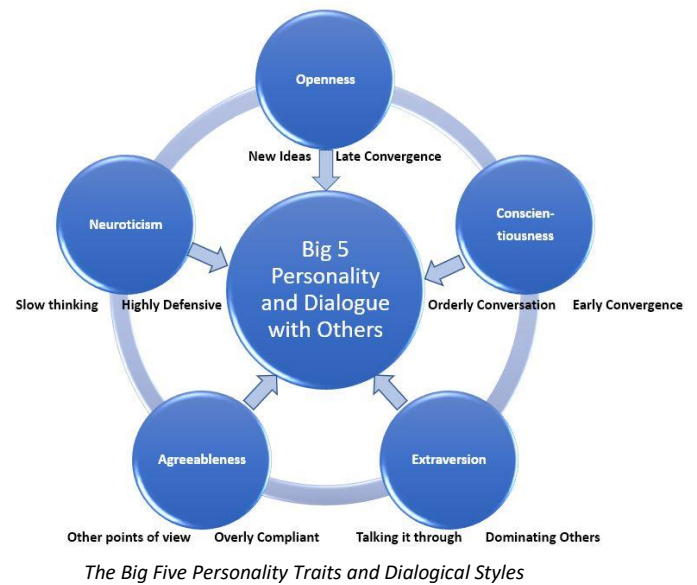 Openness
New Ideas Late Convergence
Neuroticism
Conscien-
tiousness
Big 5
Personality
and Dialogue
with Others
Slow thinking Highly Defensive
Orderly Conversation Early Convergence
Agreeableness
Extraversion
Other points of view Overly Compliant
Talking it through Dominating Others
The Big Five Personality Traits and Dialogical Styles